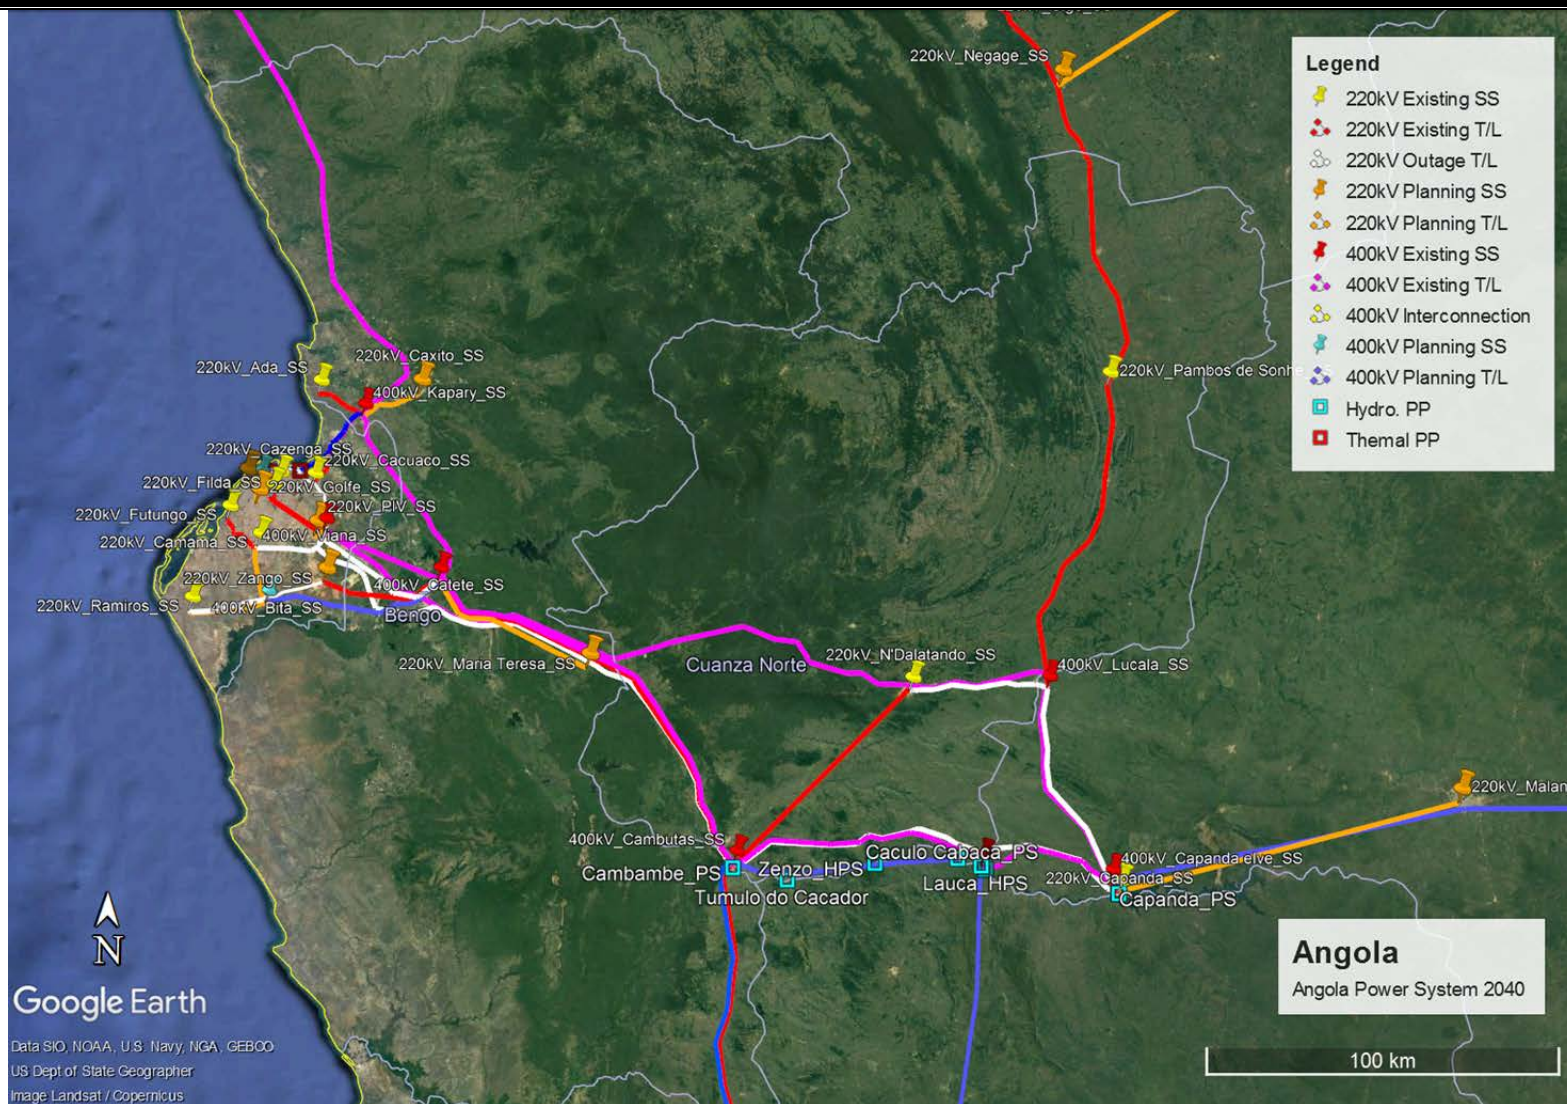 220kV_Negage_SS
Legend
220kV Existing SS
220kV Existing T/L
220kV Outage T/L
220kV Planning SS
220kV Planning T/L
400kV Existing SS
400kV Existing T/L
400kV Interconnection
400kV Planning SS
400kV Planning T/L
Hydro. PP
Themal PP
220kV_Ada_SS
220kV_Caxito_SS
400kV_Kapary_SS
220kV_Pambos de Sonhe_SS
220kV_Cazenga_SS
220kV_Cacuaco_SS
220kV_Filda_SS
220kV_Golfe_SS
220kV_PIV_SS
220kV_Futungo_SS
220kV_Camama_SS
400kV_Viana_SS
220kV_Zango_SS
400kV_Catete_SS
220kV_Ramiros_SS
400kV_Bita_SS
Bengo
220kV_Maria Teresa_SS
Cuanza Norte
220kV_N'Dalatando_SS
400kV_Lucala_SS
220kV_Malan
400kV_Cambutas_SS
Cambambe_PS
Zenzo_HPS
Caculo Cabaca_PS
Tumulo do Cacador
Lauca_HPS
400kV_Capanda elve_SS
220kV_Capanda_SS
Capanda_PS
N
Google Earth
Data SIO, NOAA, U.S. Navy, NGA, GEBCO
US Dept of State Geographer
Image Landsat / Copernicus
Angola
Angola Power System 2040
100 km